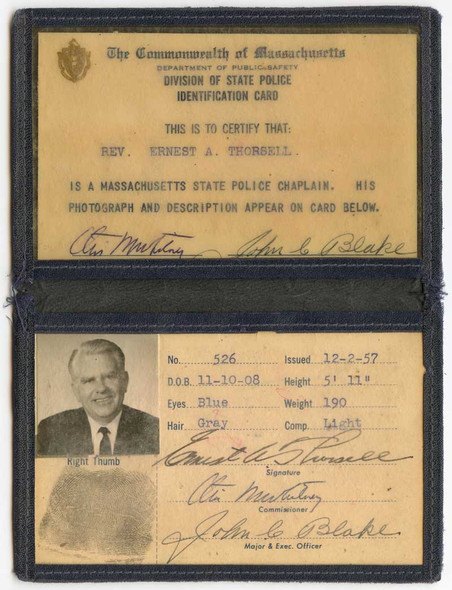 The Commonwealth of Massachusetts
DEPARTMENT OF PUBLIC SAFETY
DIVISION OF STATE POLICE
IDENTIFICATION CARD
THIS IS TO CERTIFY THAT:
REV. ERNEST A. THORSELL
IS A MASSACHUSETTS STATE POLICE CHAPLAIN. HIS
PHOTOGRAPH AND DESCRIPTION APPEAR ON CARD BELOW.
John C Blake
No. 526 Issued 12-2-57
D.O.B. 11-10-08 Height 5' 11"
Eyes Blue Weight 190
Hair Gray Comp. Light
Right Thumb
Ernest A Thorsell
Signature
Commissioner
John C Blake
Major & Exec. Officer